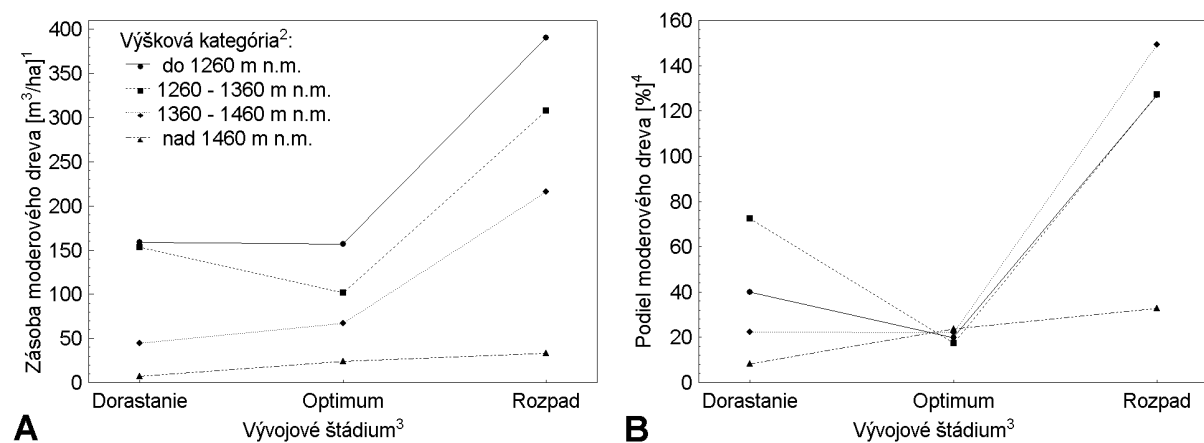 Zásoba moderového dreva [m³/ha]¹
400
350
300
250
200
150
100
50
0
Výšková kategória²:
do 1260 m n.m.
1260 - 1360 m n.m.
1360 - 1460 m n.m.
nad 1460 m n.m.
Dorastanie Optimum Rozpad
Vývojové štádium³
A
Podiel moderového dreva [%]⁴
160
140
120
100
80
60
40
20
0
Dorastanie Optimum Rozpad
Vývojové štádium³
B